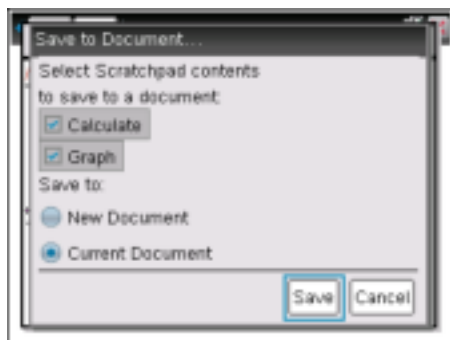 Save to Document...
Select Scratchpad contents
to save to a document:
Calculate
Graph
Save to:
New Document
Current Document
Save Cancel